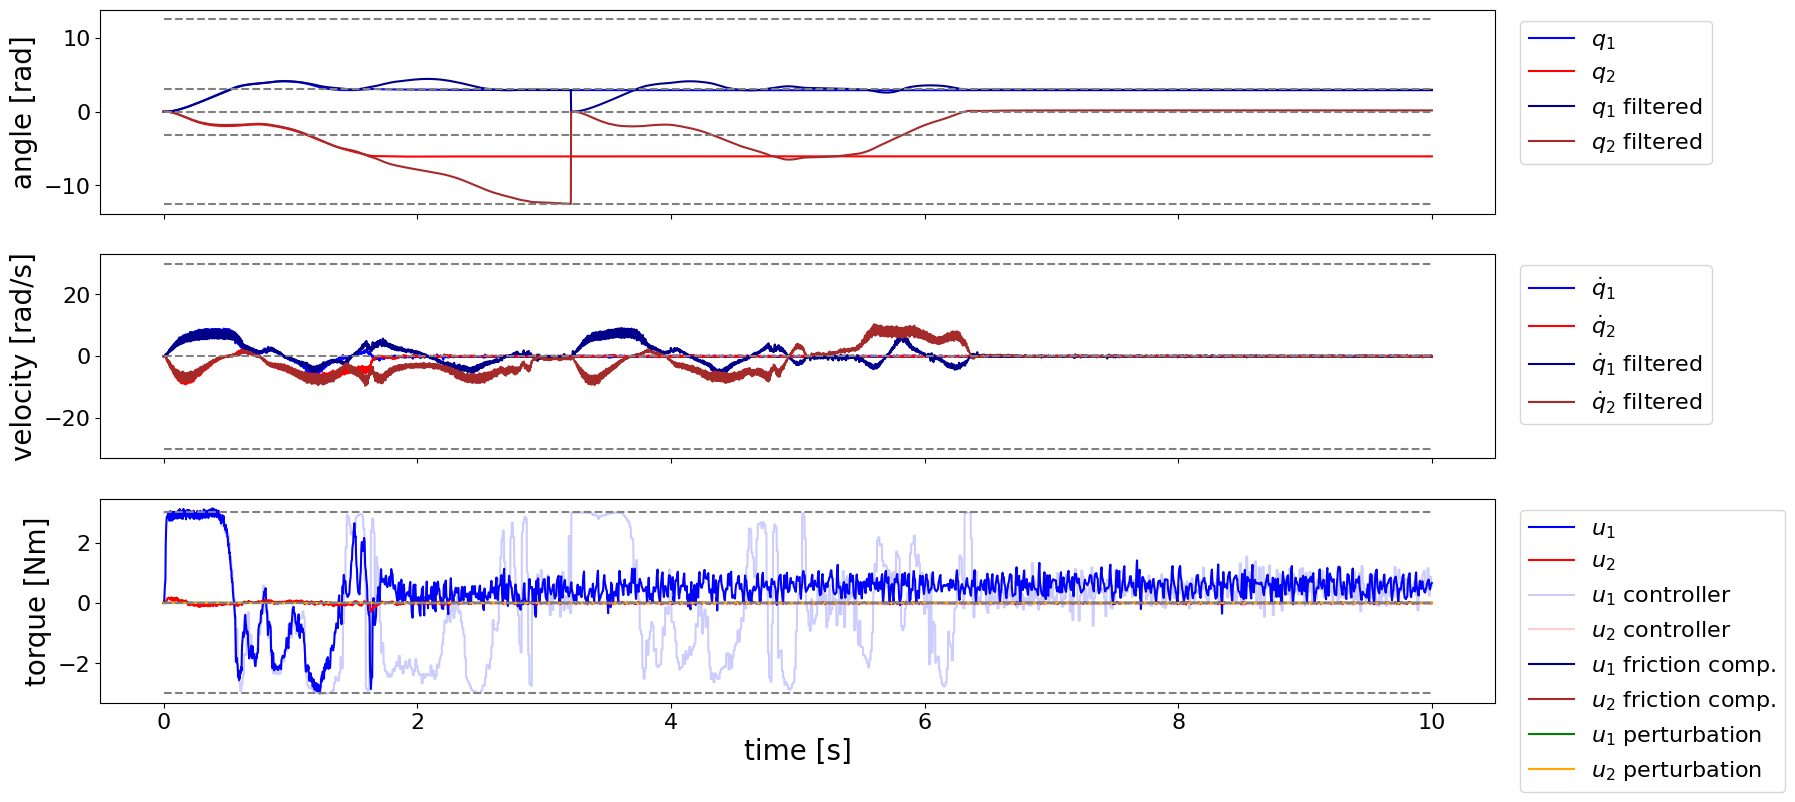 angle [rad]
10
0
−10
q₁
q₂
q₁ filtered
q₂ filtered
velocity [rad/s]
20
0
−20
q̇₁
q̇₂
q̇₁ filtered
q̇₂ filtered
torque [Nm]
2
0
−2
0 2 4 6 8 10
time [s]
u₁
u₂
u₁ controller
u₂ controller
u₁ friction comp.
u₂ friction comp.
u₁ perturbation
u₂ perturbation